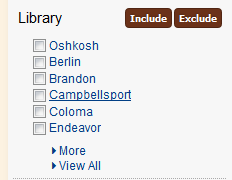 Library Include Exclude
Oshkosh
Berlin
Brandon
Campbellsport
Coloma
Endeavor
More
View All